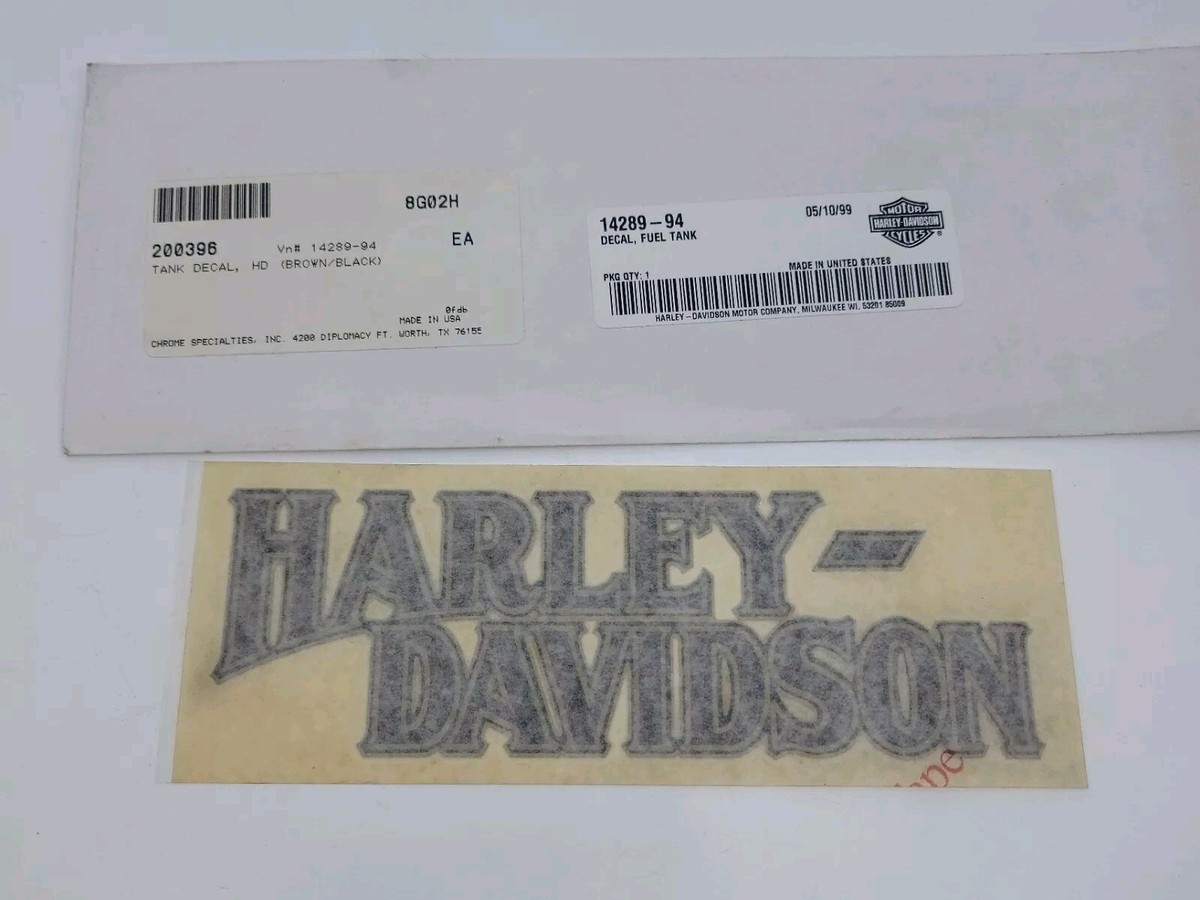 8G02H
200396 Vn# 14289-94 EA
TANK DECAL, HD (BROWN/BLACK)
0fdb
MADE IN USA
CHROME SPECIALTIES, INC. 4200 DIPLOMACY FT. WORTH, TX 76155
14289-94 05/10/99
DECAL, FUEL TANK
MOTOR
HARLEY-DAVIDSON
CYCLES
®
MADE IN UNITED STATES
PKG QTY: 1
HARLEY-DAVIDSON MOTOR COMPANY, MILWAUKEE WI. 53201 85009
HARLEY-
DAVIDSON